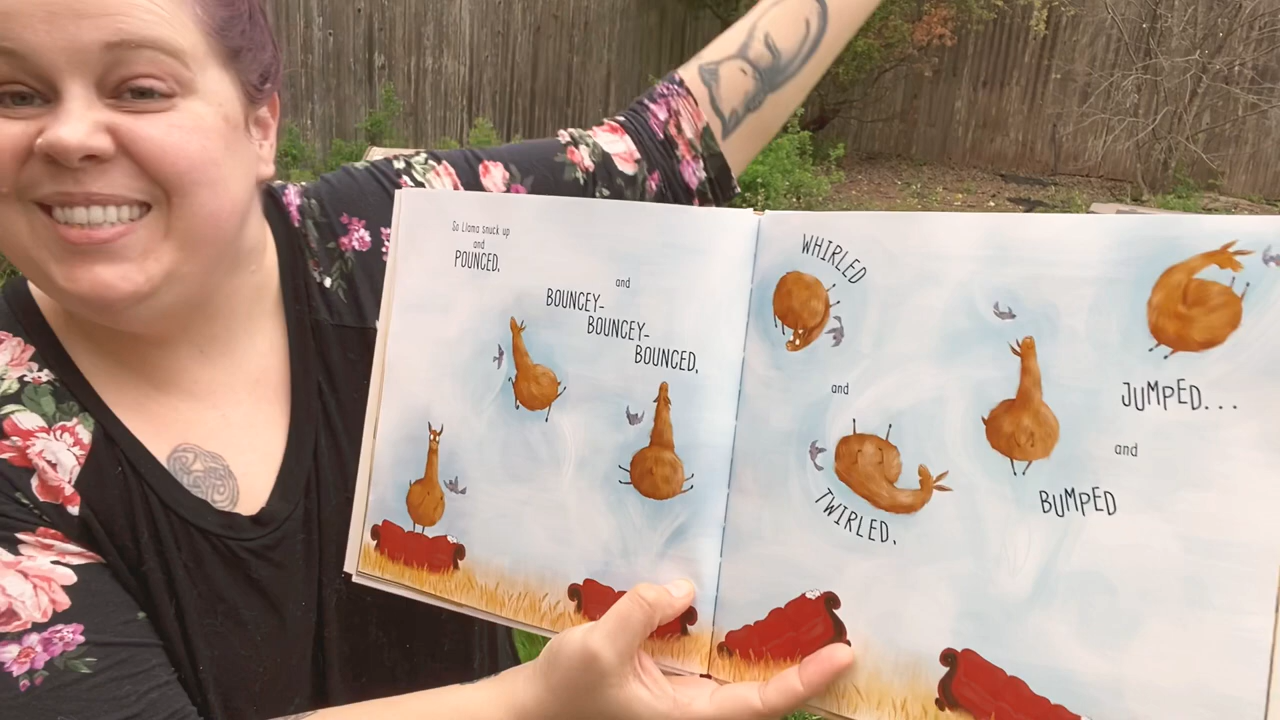 So Llama snuck up
and
POUNCED,
and
BOUNCEY-
BOUNCEY-
BOUNCED,
WHIRLED
and
TWIRLED,
JUMPED...
and
BUMPED